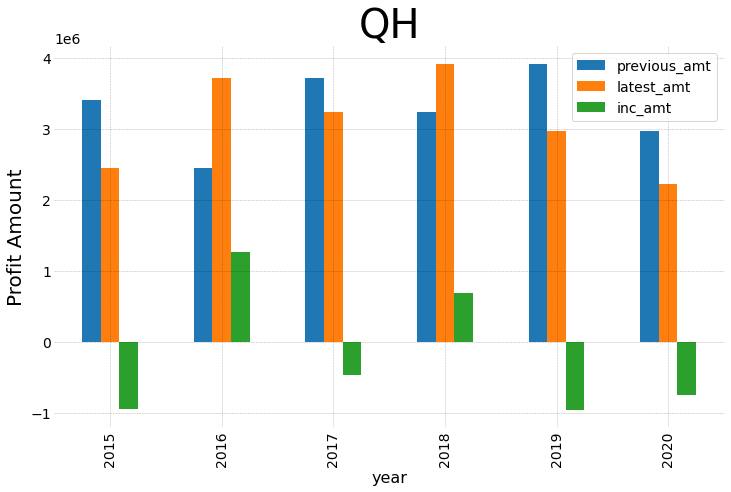 QH
1e6
4
3
2
1
0
−1
Profit Amount
previous_amt
latest_amt
inc_amt
2015
2016
2017
2018
2019
2020
year